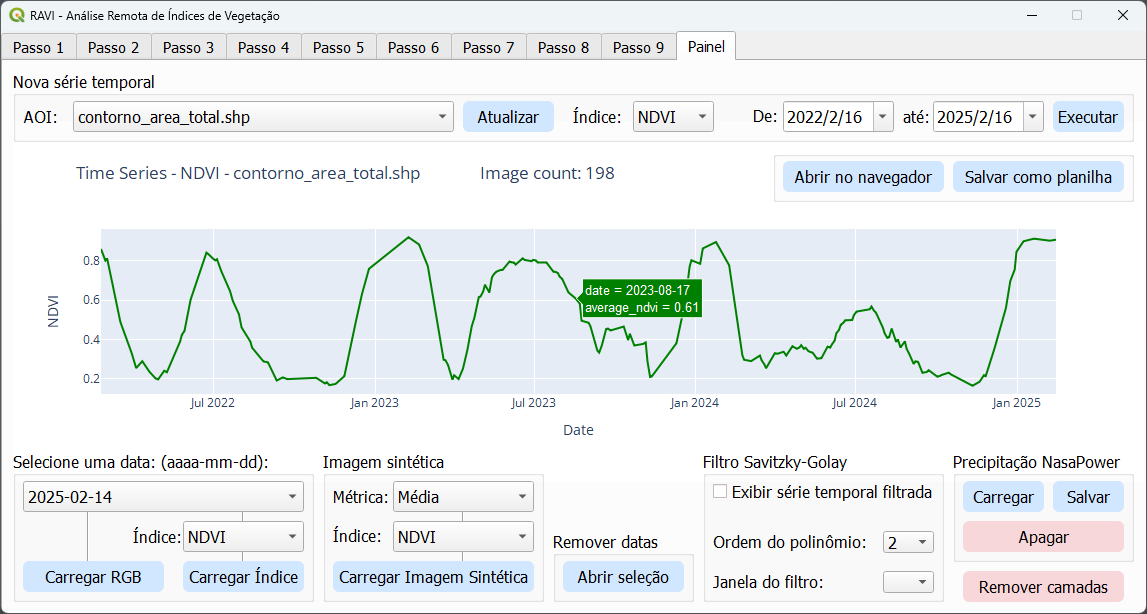 RAVI - Análise Remota de Índices de Vegetação
Passo 1 Passo 2 Passo 3 Passo 4 Passo 5 Passo 6 Passo 7 Passo 8 Passo 9 Painel
Nova série temporal
AOI: contorno_area_total.shp Atualizar Índice: NDVI De: 2022/2/16 até: 2025/2/16 Executar
Time Series - NDVI - contorno_area_total.shp Image count: 198
Abrir no navegador Salvar como planilha
NDVI
0.8
0.6
0.4
0.2
date = 2023-08-17
average_ndvi = 0.61
Jul 2022 Jan 2023 Jul 2023 Jan 2024 Jul 2024 Jan 2025
Date
Selecione uma data: (aaaa-mm-dd):
2025-02-14
Índice: NDVI
Carregar RGB Carregar Índice
Imagem sintética
Métrica: Média
Índice: NDVI
Carregar Imagem Sintética
Remover datas
Abrir seleção
Filtro Savitzky-Golay
Exibir série temporal filtrada
Ordem do polinômio: 2
Janela do filtro:
Precipitação NasaPower
Carregar Salvar
Apagar
Remover camadas